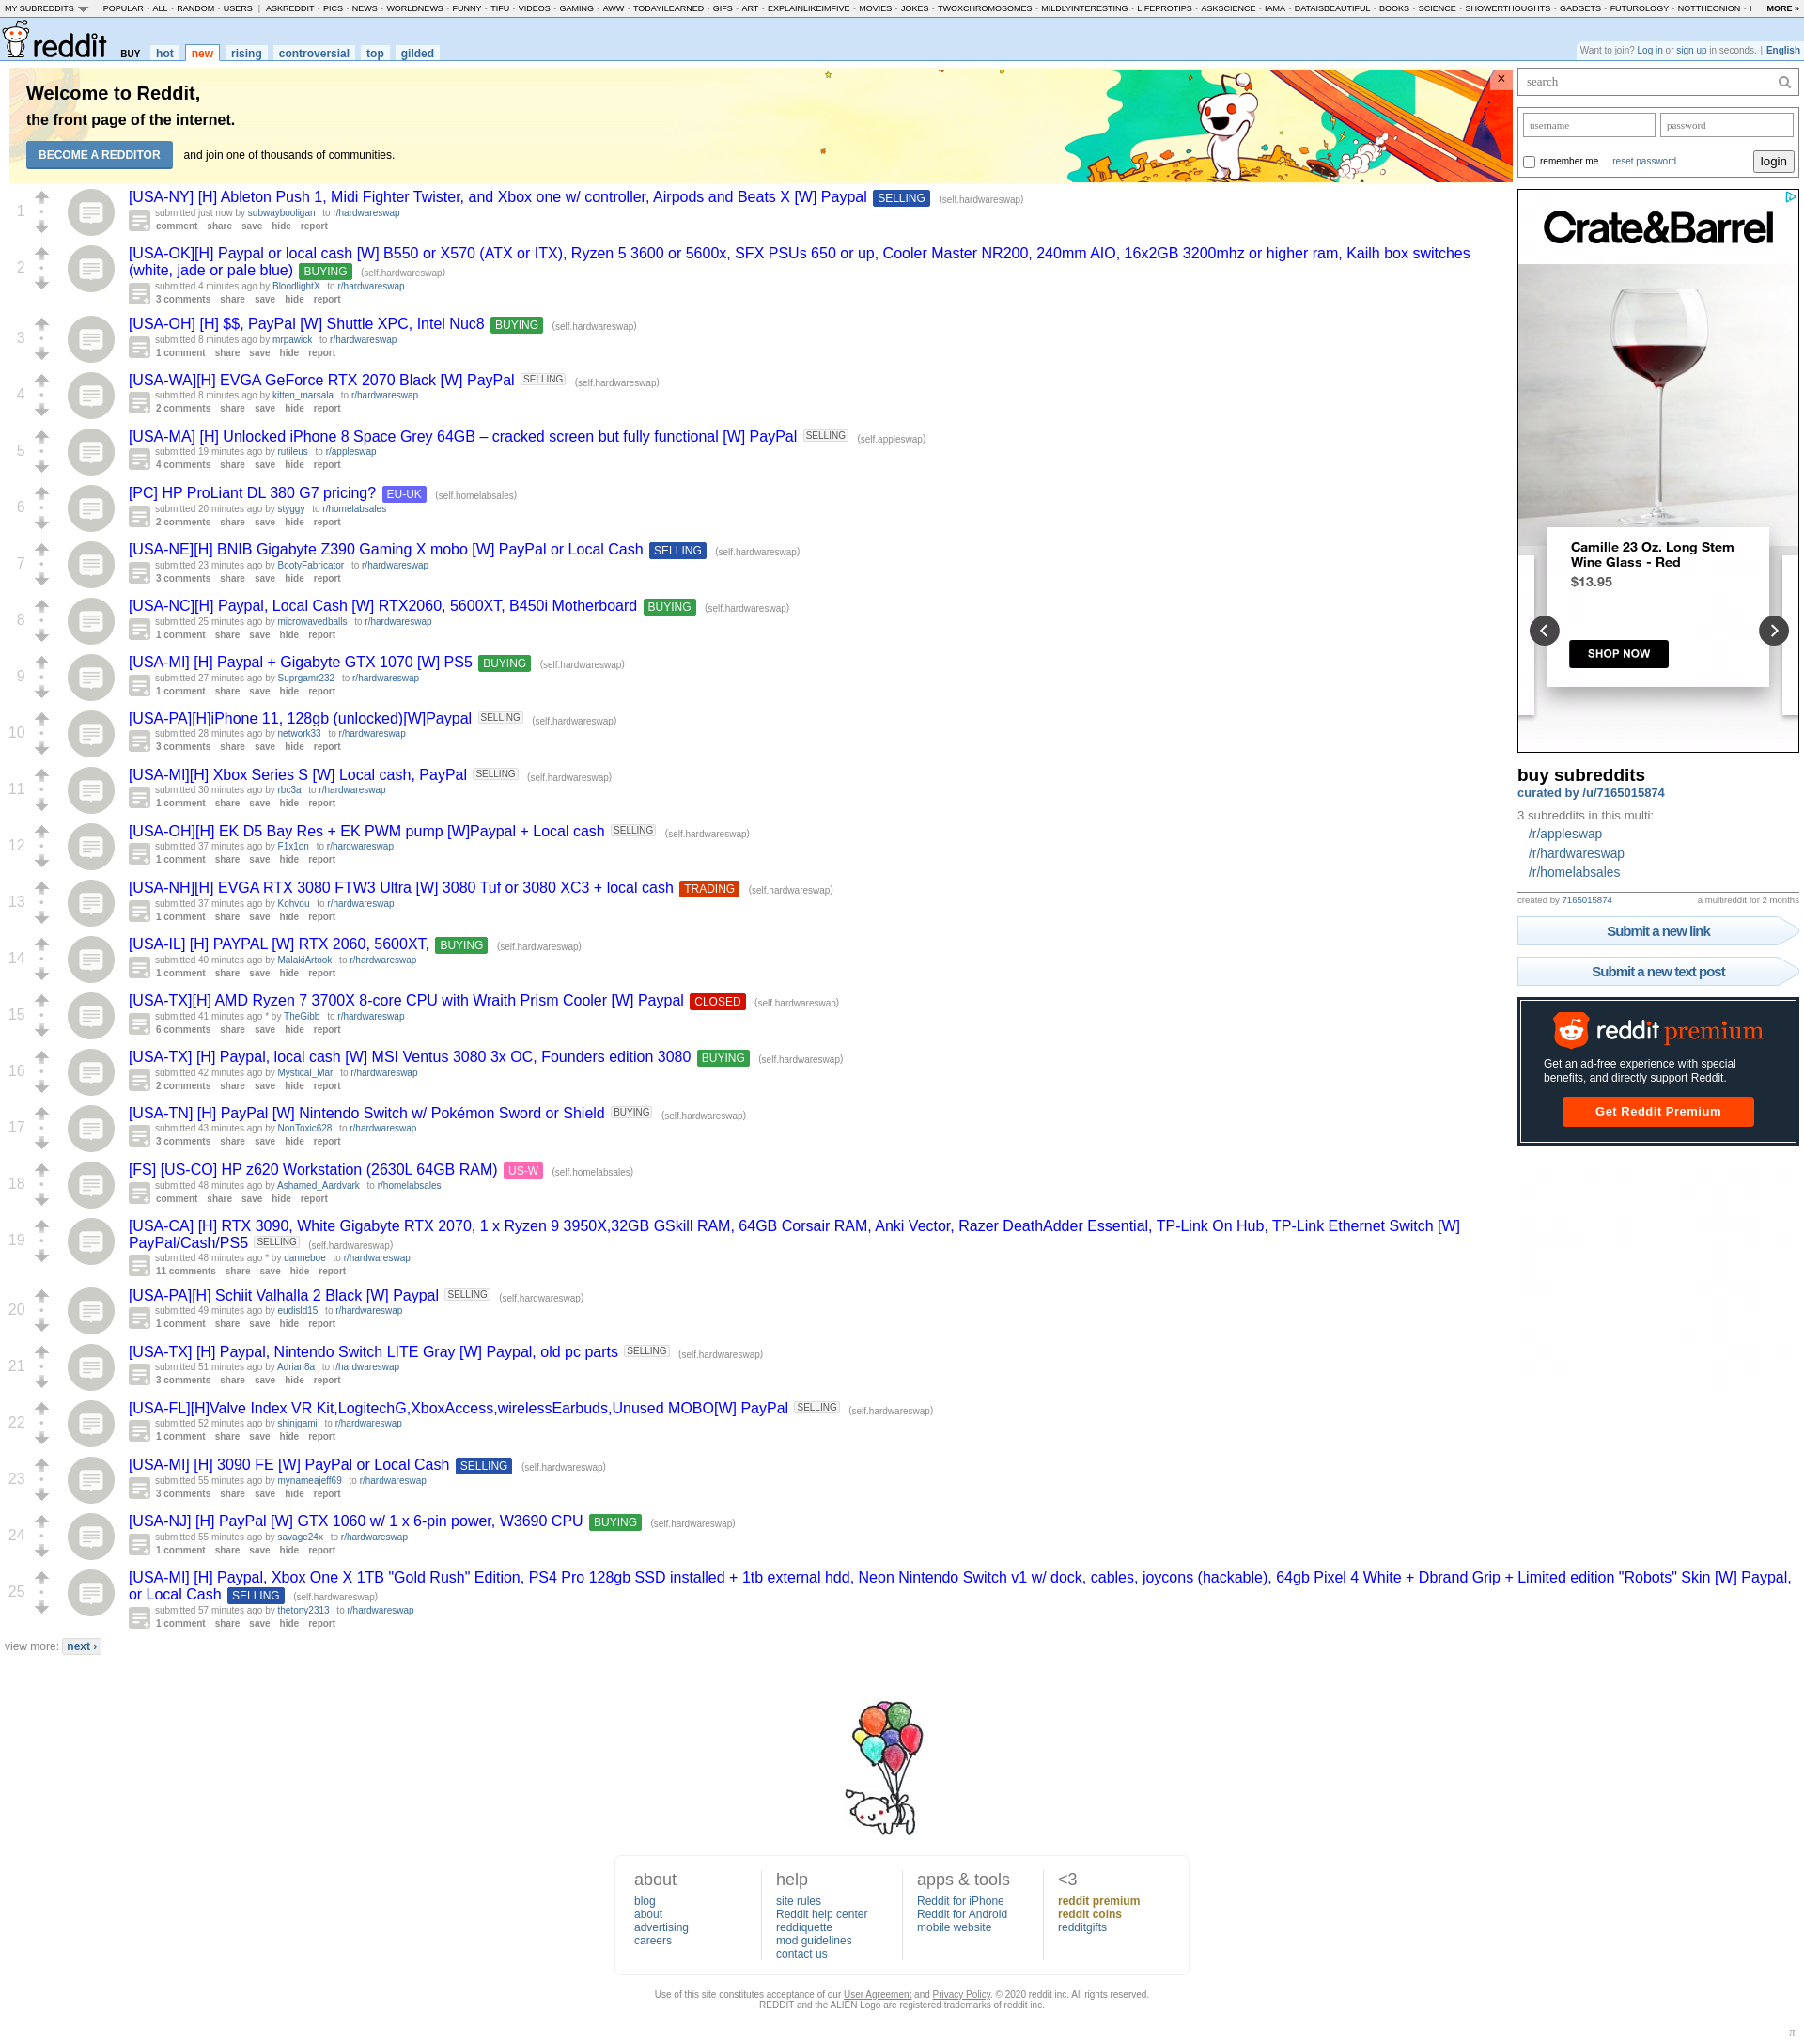 MY SUBREDDITS POPULAR - ALL - RANDOM - USERS | ASKREDDIT - PICS - NEWS - WORLDNEWS - FUNNY - TIFU - VIDEOS - GAMING - AWW - TODAYILEARNED - GIFS - ART - EXPLAINLIKEIMFIVE - MOVIES - JOKES - TWOXCHROMOSOMES - MILDLYINTERESTING - LIFEPROTIPS - ASKSCIENCE - IAMA - DATAISBEAUTIFUL - BOOKS - SCIENCE - SHOWERTHOUGHTS - GADGETS - FUTUROLOGY - NOTTHEONION - MORE »
reddit BUY hot new rising controversial top gilded
Want to join? Log in or sign up in seconds. | English
Welcome to Reddit,
the front page of the internet.
BECOME A REDDITOR and join one of thousands of communities.
×
1
[USA-NY] [H] Ableton Push 1, Midi Fighter Twister, and Xbox one w/ controller, Airpods and Beats X [W] Paypal SELLING (self.hardwareswap)
submitted just now by subwaybooligan to r/hardwareswap
comment share save hide report
2
[USA-OK][H] Paypal or local cash [W] B550 or X570 (ATX or ITX), Ryzen 5 3600 or 5600x, SFX PSUs 650 or up, Cooler Master NR200, 240mm AIO, 16x2GB 3200mhz or higher ram, Kailh box switches
(white, jade or pale blue) BUYING (self.hardwareswap)
submitted 4 minutes ago by BloodlightX to r/hardwareswap
3 comments share save hide report
3
[USA-OH] [H] $$, PayPal [W] Shuttle XPC, Intel Nuc8 BUYING (self.hardwareswap)
submitted 8 minutes ago by mrpawick to r/hardwareswap
1 comment share save hide report
4
[USA-WA][H] EVGA GeForce RTX 2070 Black [W] PayPal SELLING (self.hardwareswap)
submitted 8 minutes ago by kitten_marsala to r/hardwareswap
2 comments share save hide report
5
[USA-MA] [H] Unlocked iPhone 8 Space Grey 64GB – cracked screen but fully functional [W] PayPal SELLING (self.appleswap)
submitted 19 minutes ago by rutileus to r/appleswap
4 comments share save hide report
6
[PC] HP ProLiant DL 380 G7 pricing? EU-UK (self.homelabsales)
submitted 20 minutes ago by styggy to r/homelabsales
2 comments share save hide report
7
[USA-NE][H] BNIB Gigabyte Z390 Gaming X mobo [W] PayPal or Local Cash SELLING (self.hardwareswap)
submitted 23 minutes ago by BootyFabricator to r/hardwareswap
3 comments share save hide report
8
[USA-NC][H] Paypal, Local Cash [W] RTX2060, 5600XT, B450i Motherboard BUYING (self.hardwareswap)
submitted 25 minutes ago by microwavedballs to r/hardwareswap
1 comment share save hide report
9
[USA-MI] [H] Paypal + Gigabyte GTX 1070 [W] PS5 BUYING (self.hardwareswap)
submitted 27 minutes ago by Suprgamr232 to r/hardwareswap
1 comment share save hide report
10
[USA-PA][H]iPhone 11, 128gb (unlocked)[W]Paypal SELLING (self.hardwareswap)
submitted 28 minutes ago by network33 to r/hardwareswap
3 comments share save hide report
11
[USA-MI][H] Xbox Series S [W] Local cash, PayPal SELLING (self.hardwareswap)
submitted 30 minutes ago by rbc3a to r/hardwareswap
1 comment share save hide report
12
[USA-OH][H] EK D5 Bay Res + EK PWM pump [W]Paypal + Local cash SELLING (self.hardwareswap)
submitted 37 minutes ago by F1x1on to r/hardwareswap
1 comment share save hide report
13
[USA-NH][H] EVGA RTX 3080 FTW3 Ultra [W] 3080 Tuf or 3080 XC3 + local cash TRADING (self.hardwareswap)
submitted 37 minutes ago by Kohvou to r/hardwareswap
1 comment share save hide report
14
[USA-IL] [H] PAYPAL [W] RTX 2060, 5600XT, BUYING (self.hardwareswap)
submitted 40 minutes ago by MalakiArtook to r/hardwareswap
1 comment share save hide report
15
[USA-TX][H] AMD Ryzen 7 3700X 8-core CPU with Wraith Prism Cooler [W] Paypal CLOSED (self.hardwareswap)
submitted 41 minutes ago * by TheGibb to r/hardwareswap
6 comments share save hide report
16
[USA-TX] [H] Paypal, local cash [W] MSI Ventus 3080 3x OC, Founders edition 3080 BUYING (self.hardwareswap)
submitted 42 minutes ago by Mystical_Mar to r/hardwareswap
2 comments share save hide report
17
[USA-TN] [H] PayPal [W] Nintendo Switch w/ Pokémon Sword or Shield BUYING (self.hardwareswap)
submitted 43 minutes ago by NonToxic628 to r/hardwareswap
3 comments share save hide report
18
[FS] [US-CO] HP z620 Workstation (2630L 64GB RAM) US-W (self.homelabsales)
submitted 48 minutes ago by Ashamed_Aardvark to r/homelabsales
comment share save hide report
19
[USA-CA] [H] RTX 3090, White Gigabyte RTX 2070, 1 x Ryzen 9 3950X,32GB GSkill RAM, 64GB Corsair RAM, Anki Vector, Razer DeathAdder Essential, TP-Link On Hub, TP-Link Ethernet Switch [W]
PayPal/Cash/PS5 SELLING (self.hardwareswap)
submitted 48 minutes ago * by danneboe to r/hardwareswap
11 comments share save hide report
20
[USA-PA][H] Schiit Valhalla 2 Black [W] Paypal SELLING (self.hardwareswap)
submitted 49 minutes ago by eudisld15 to r/hardwareswap
1 comment share save hide report
21
[USA-TX] [H] Paypal, Nintendo Switch LITE Gray [W] Paypal, old pc parts SELLING (self.hardwareswap)
submitted 51 minutes ago by Adrian8a to r/hardwareswap
3 comments share save hide report
22
[USA-FL][H]Valve Index VR Kit,LogitechG,XboxAccess,wirelessEarbuds,Unused MOBO[W] PayPal SELLING (self.hardwareswap)
submitted 52 minutes ago by shinjgami to r/hardwareswap
1 comment share save hide report
23
[USA-MI] [H] 3090 FE [W] PayPal or Local Cash SELLING (self.hardwareswap)
submitted 55 minutes ago by mynameajeff69 to r/hardwareswap
3 comments share save hide report
24
[USA-NJ] [H] PayPal [W] GTX 1060 w/ 1 x 6-pin power, W3690 CPU BUYING (self.hardwareswap)
submitted 55 minutes ago by savage24x to r/hardwareswap
1 comment share save hide report
25
[USA-MI] [H] Paypal, Xbox One X 1TB "Gold Rush" Edition, PS4 Pro 128gb SSD installed + 1tb external hdd, Neon Nintendo Switch v1 w/ dock, cables, joycons (hackable), 64gb Pixel 4 White + Dbrand Grip + Limited edition "Robots" Skin [W] Paypal,
or Local Cash SELLING (self.hardwareswap)
submitted 57 minutes ago by thetony2313 to r/hardwareswap
1 comment share save hide report
view more: next ›
search
username password
remember me reset password login
Crate&Barrel
Camille 23 Oz. Long Stem
Wine Glass - Red
$13.95
SHOP NOW
buy subreddits
curated by /u/7165015874
3 subreddits in this multi:
/r/appleswap
/r/hardwareswap
/r/homelabsales
created by 7165015874 a multireddit for 2 months
Submit a new link
Submit a new text post
reddit premium
Get an ad-free experience with special
benefits, and directly support Reddit.
Get Reddit Premium
about
blog
about
advertising
careers
help
site rules
Reddit help center
reddiquette
mod guidelines
contact us
apps & tools
Reddit for iPhone
Reddit for Android
mobile website
<3
reddit premium
reddit coins
redditgifts
Use of this site constitutes acceptance of our User Agreement and Privacy Policy. © 2020 reddit inc. All rights reserved.
REDDIT and the ALIEN Logo are registered trademarks of reddit inc.
π